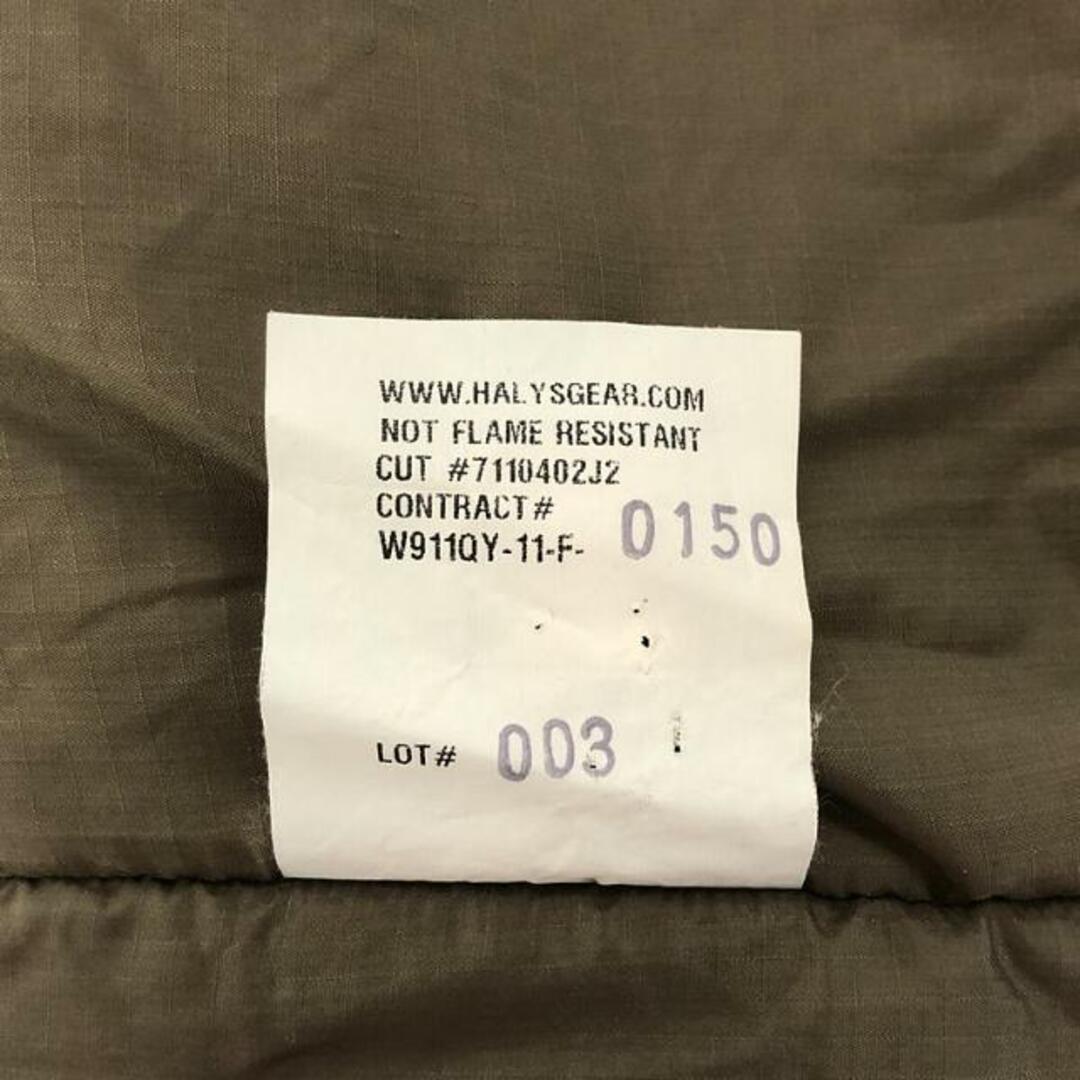 WWW.HALYSGEAR.COM
NOT FLAME RESISTANT
CUT #7110402J2
CONTRACT#
W911QY-11-F- 0150
LOT# 003